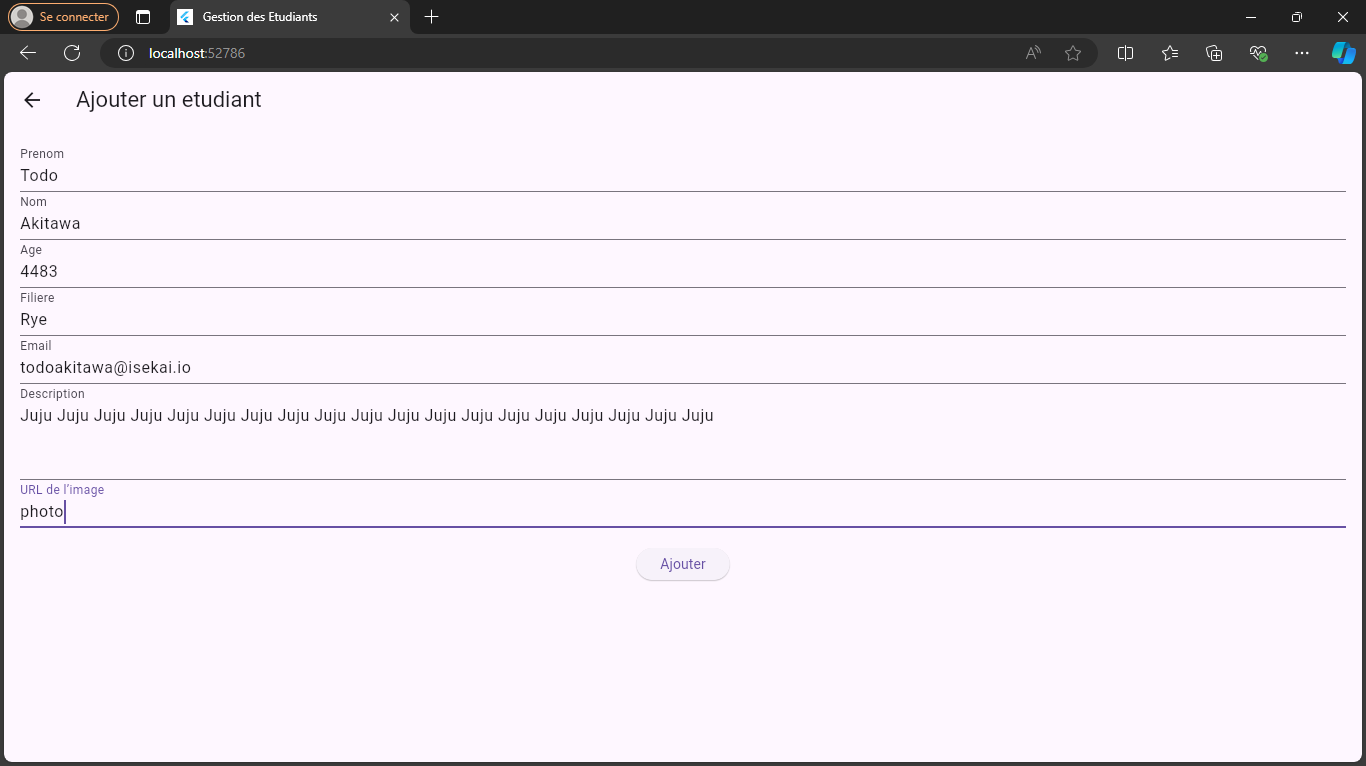 Se connecter
Gestion des Etudiants
localhost:52786
Ajouter un etudiant
Prenom
Todo
Nom
Akitawa
Age
4483
Filiere
Rye
Email
todoakitawa@isekai.io
Description
Juju Juju Juju Juju Juju Juju Juju Juju Juju Juju Juju Juju Juju Juju Juju Juju Juju Juju Juju
URL de l'image
photo
Ajouter